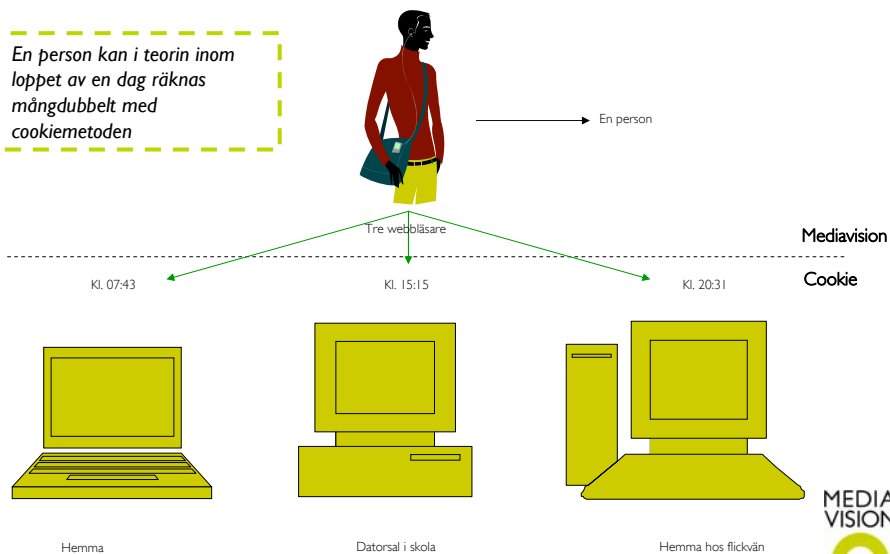 En person kan i teorin inom
loppet av en dag räknas
mångdubbelt med
cookiemetoden
En person
Tre webbläsare
Mediavision
Cookie
Kl. 07:43
Kl. 15:15
Kl. 20:31
Hemma
Datorsal i skola
Hemma hos flickvän
MEDIA
VISION